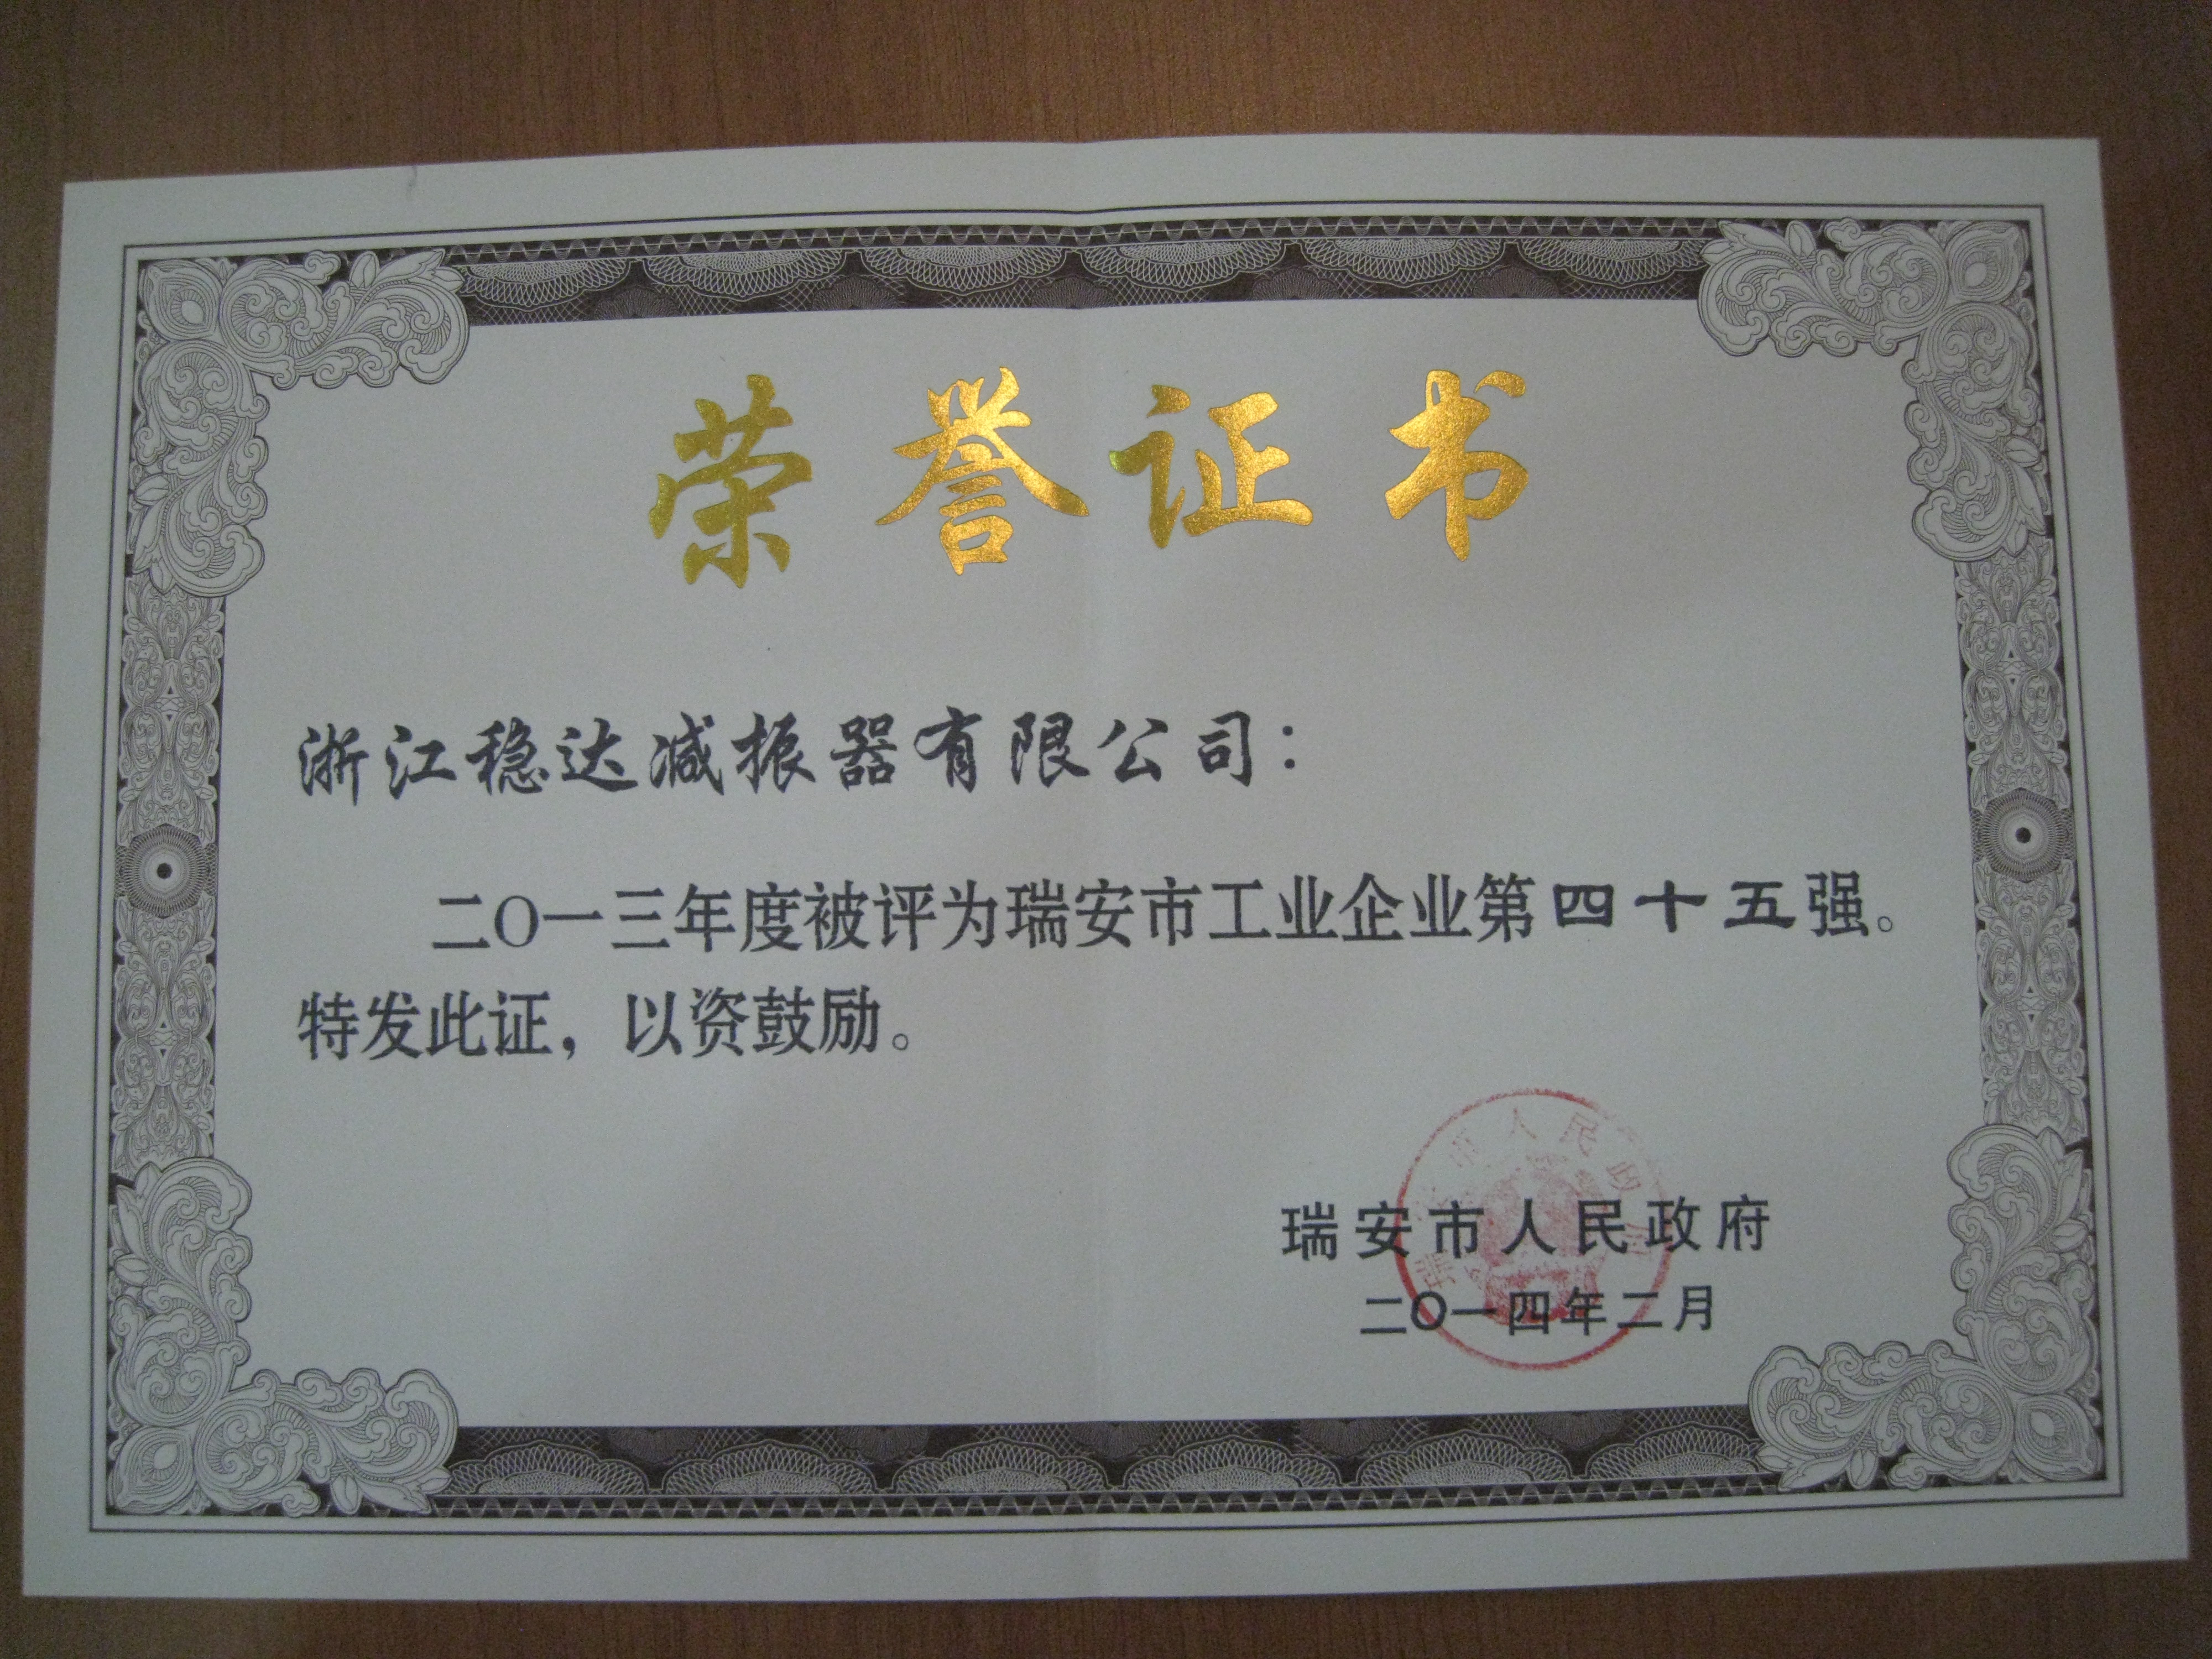 荣誉证书
浙江稳达减振器有限公司：
二〇一三年度被评为瑞安市工业企业第四十五强。
特发此证，以资鼓励。
瑞安市人民政府
二〇一四年二月